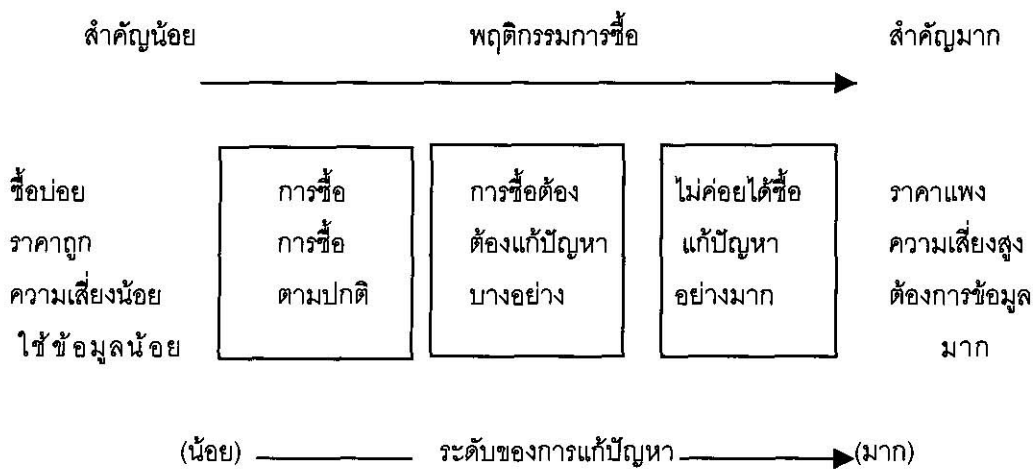 สำคัญน้อย พฤติกรรมการซื้อ สำคัญมาก
ซื้อบ่อย การซื้อ การซื้อต้อง ไม่ค่อยได้ซื้อ ราคาแพง
ราคาถูก การซื้อ ต้องแก้ปัญหา แก้ปัญหา ความเสี่ยงสูง
ความเสี่ยงน้อย ตามปกติ บางอย่าง อย่างมาก ต้องการข้อมูล
ใช้ข้อมูลน้อย มาก
(น้อย) ระดับของการแก้ปัญหา (มาก)